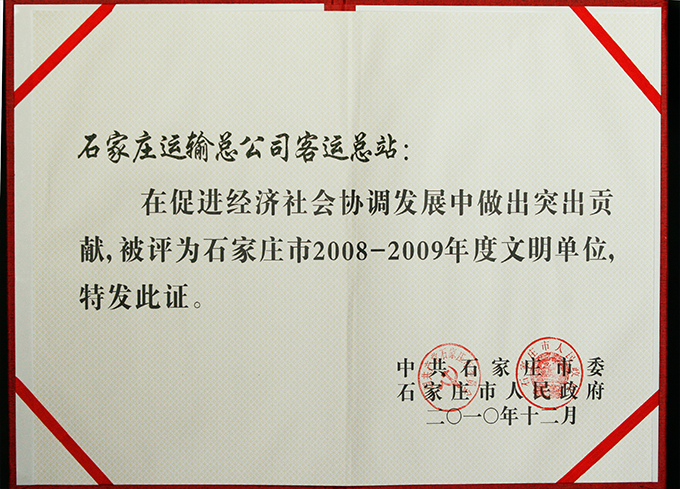 石家庄运输总公司客运总站：
在促进经济社会协调发展中做出突出贡
献,被评为石家庄市2008-2009年度文明单位,
特发此证。
中共石家庄市委
石家庄市人民政府
二〇一〇年十二月